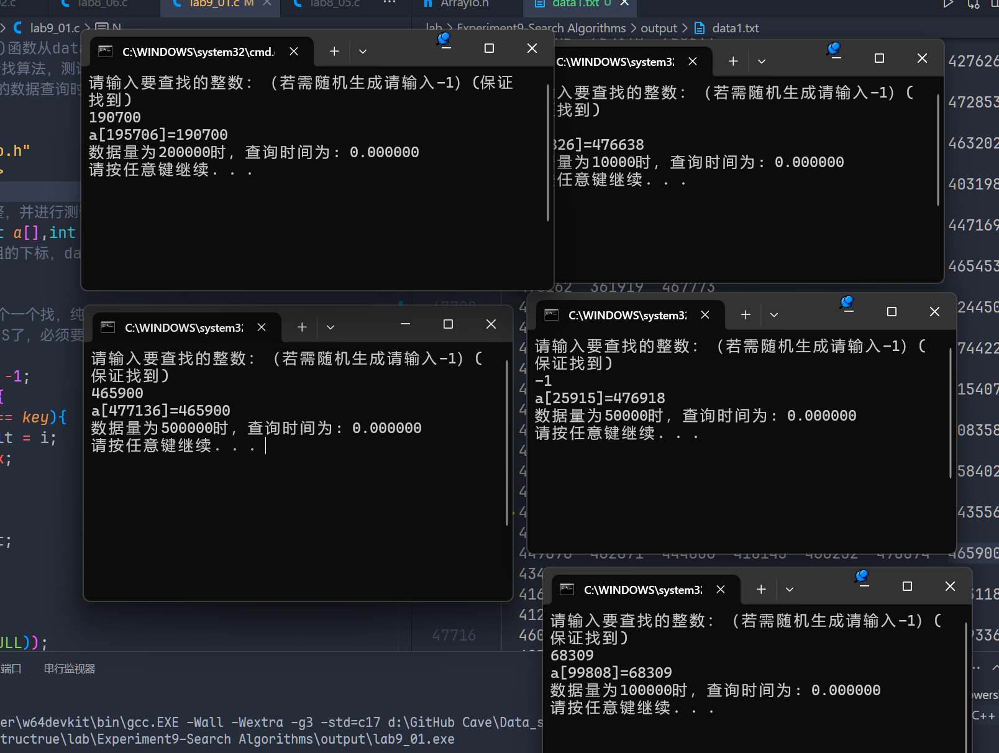 lab8_06.c
lab9_01.c M
lab8_05.c
ArrayIo.h
data1.txt U
lab9_01.c > N
lab > Experiment9-Search Algorithms > output > data1.txt
)函数从data
找算法，测
的数据查询时
o.h"
>
整，并进行测
t a[],int
组的下标，da
个一个找，纯
S了，必须要
-1;
{
== key){
lt = i;
x;
t;
ULL));
C:\WINDOWS\system32\cmd.
请输入要查找的整数：（若需随机生成请输入-1）(保证
找到)
190700
a[195706]=190700
数据量为200000时，查询时间为：0.000000
请按任意键继续. . .
C:\WINDOWS\system32
入要查找的整数：（若需随机生成请输入-1）(
找到)
326]=476638
量为10000时，查询时间为：0.000000
任意键继续. . .
361919 467773
C:\WINDOWS\system32
请输入要查找的整数：（若需随机生成请输入-1）(
保证找到)
465900
a[477136]=465900
数据量为500000时，查询时间为：0.000000
请按任意键继续. . .
C:\WINDOWS\system32
请输入要查找的整数：（若需随机生成请输入-1）(
保证找到)
-1
a[25915]=476918
数据量为50000时，查询时间为：0.000000
请按任意键继续. . .
C:\WINDOWS\system32
请输入要查找的整数：（若需随机生成请输入-1）(
保证找到)
68309
a[99808]=68309
数据量为100000时，查询时间为：0.000000
请按任意键继续. . .
427626
472853
463202
403198
447169
465453
24450
74422
15407
08358
58402
43556
465900
3118
9336
434
416
412
47716
460
端口 串行监视器
er\w64devkit\bin\gcc.EXE -Wall -Wextra -g3 -std=c17 d:\GitHub Cave\Data_s
tructrue\lab\Experiment9-Search Algorithms\output\lab9_01.exe
owers
C++